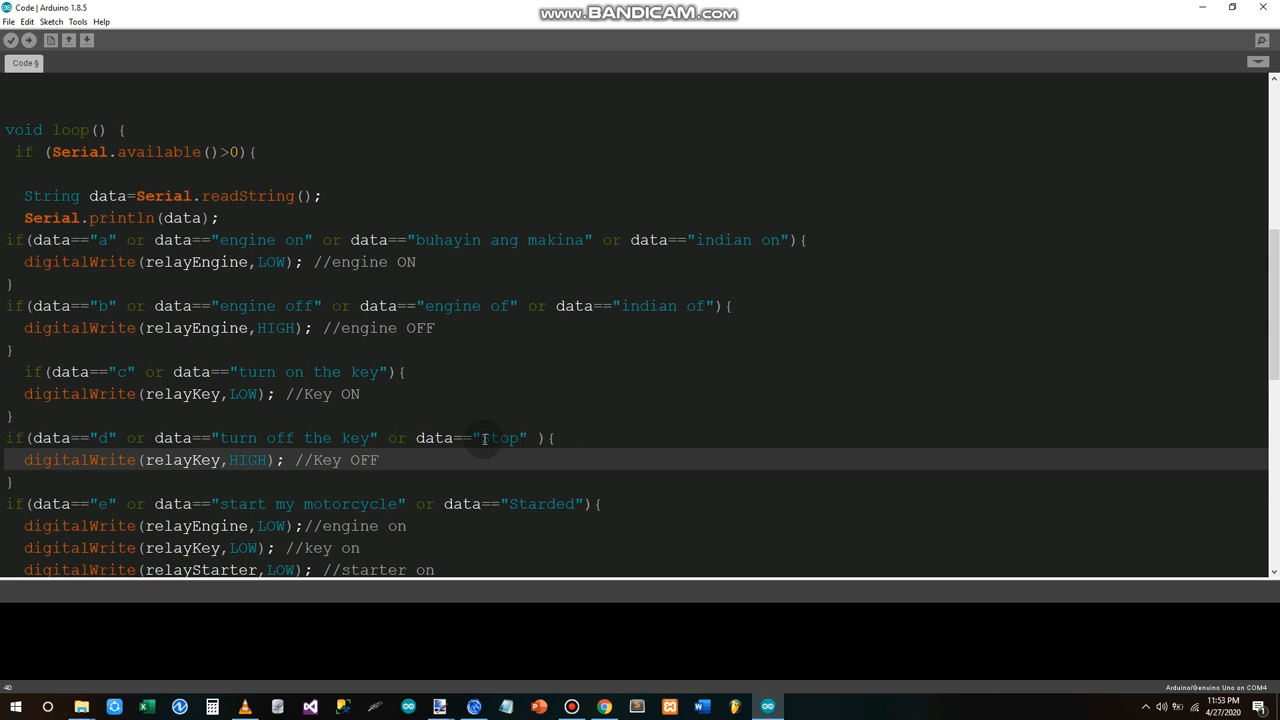 Code | Arduino 1.8.5
www.BANDICAM.com
File Edit Sketch Tools Help
Code §
void loop() {
if (Serial.available()>0){
String data=Serial.readString();
Serial.println(data);
if(data=="a" or data=="engine on" or data=="buhayin ang makina" or data=="indian on"){
digitalWrite(relayEngine,LOW); //engine ON
}
if(data=="b" or data=="engine off" or data=="engine of" or data=="indian of"){
digitalWrite(relayEngine,HIGH); //engine OFF
}
if(data=="c" or data=="turn on the key"){
digitalWrite(relayKey,LOW); //Key ON
}
if(data=="d" or data=="turn off the key" or data=="stop" ){
digitalWrite(relayKey,HIGH); //Key OFF
}
if(data=="e" or data=="start my motorcycle" or data=="Starded"){
digitalWrite(relayEngine,LOW);//engine on
digitalWrite(relayKey,LOW); //key on
digitalWrite(relayStarter,LOW); //starter on
40
Arduino/Genuino Uno on COM4
11:53 PM
4/27/2020